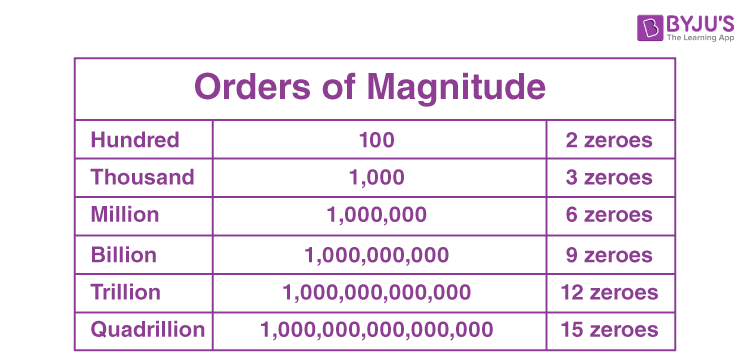 BYJU'S
The Learning App
Orders of Magnitude
Hundred 100 2 zeroes
Thousand 1,000 3 zeroes
Million 1,000,000 6 zeroes
Billion 1,000,000,000 9 zeroes
Trillion 1,000,000,000,000 12 zeroes
Quadrillion 1,000,000,000,000,000 15 zeroes